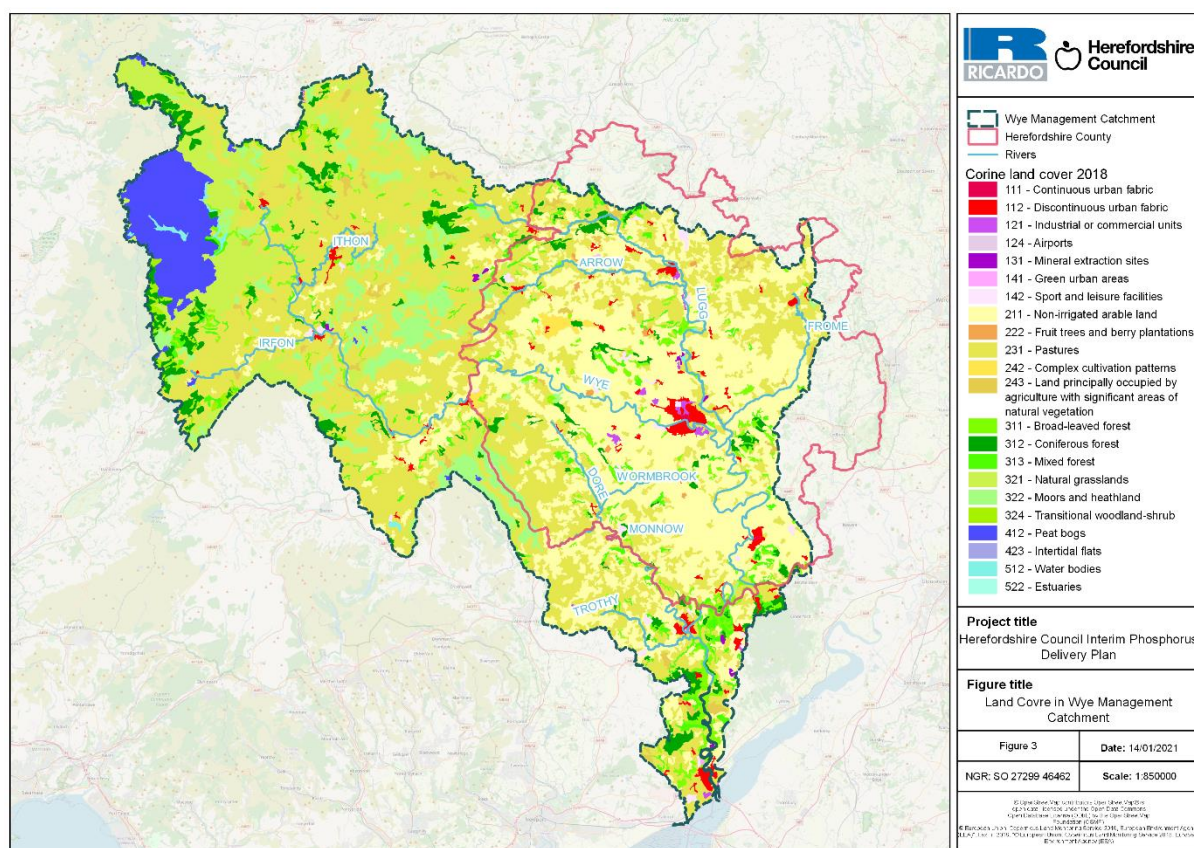 RICARDO
Herefordshire
Council
Wye Management Catchment
Herefordshire County
Rivers
Corine land cover 2018
111 - Continuous urban fabric
112 - Discontinuous urban fabric
121 - Industrial or commercial units
124 - Airports
131 - Mineral extraction sites
141 - Green urban areas
142 - Sport and leisure facilities
211 - Non-irrigated arable land
222 - Fruit trees and berry plantations
231 - Pastures
242 - Complex cultivation patterns
243 - Land principally occupied by
agriculture with significant areas of
natural vegetation
311 - Broad-leaved forest
312 - Coniferous forest
313 - Mixed forest
321 - Natural grasslands
322 - Moors and heathland
324 - Transitional woodland-shrub
412 - Peat bogs
423 - Intertidal flats
512 - Water bodies
522 - Estuaries
Project title
Herefordshire Council Interim Phosphorus
Delivery Plan
Figure title
Land Covre in Wye Management
Catchment
Figure 3
Date: 14/01/2021
NGR: SO 27299 46462
Scale: 1:850000
ITHON
ARROW
LUGG
FROME
IRFON
WYE
DORE
WORMBROOK
MONNOW
TROTHY